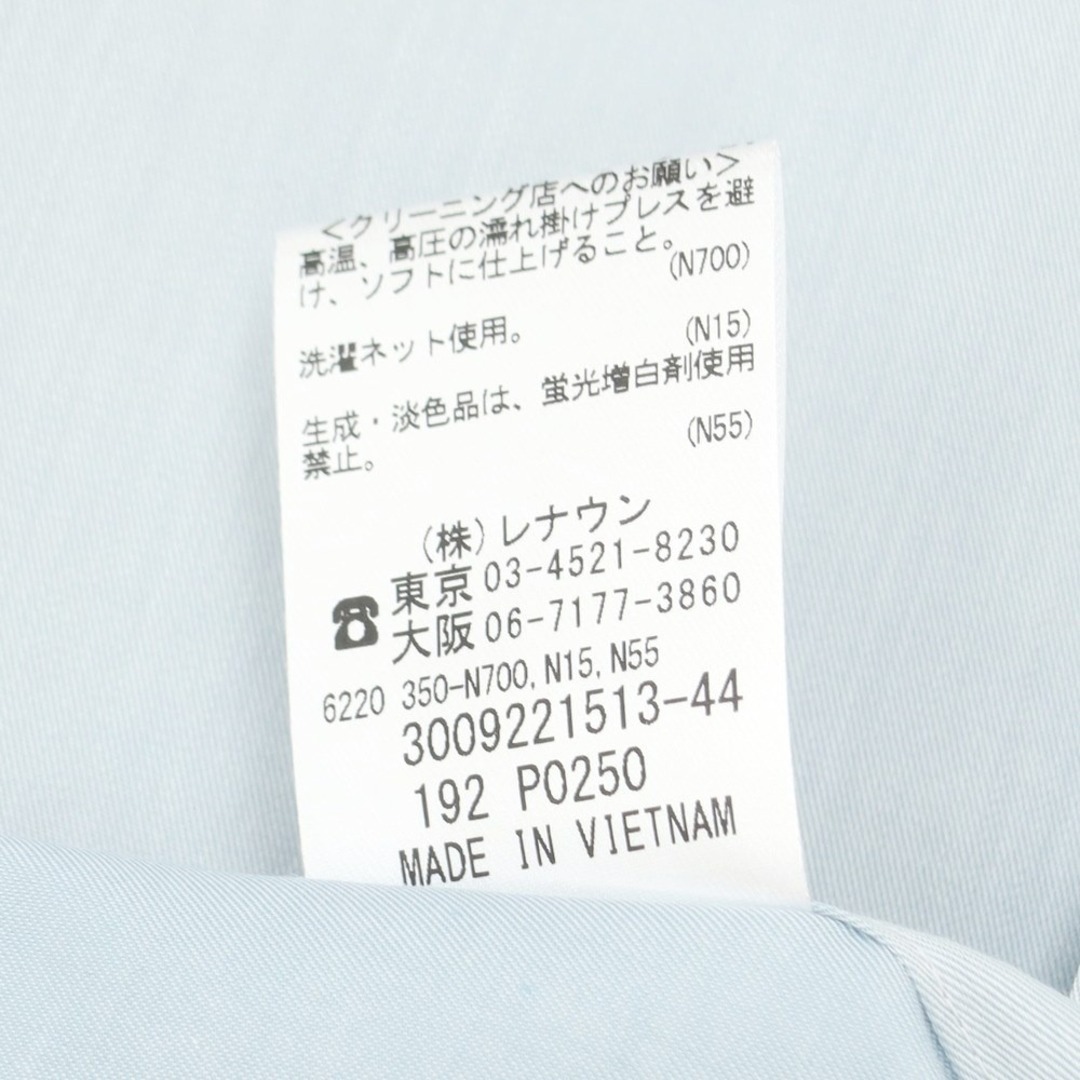 ＜クリーニング店へのお願い＞
高温、高圧の濡れ掛けプレスを避
け、ソフトに仕上げること。
(N700)
洗濯ネット使用。 (N15)
生成・淡色品は、蛍光増白剤使用
禁止。 (N55)
(株)レナウン
東京 03-4521-8230
大阪 06-7177-3860
6220 350-N700, N15, N55
3009221513-44
192 P0250
MADE IN VIETNAM